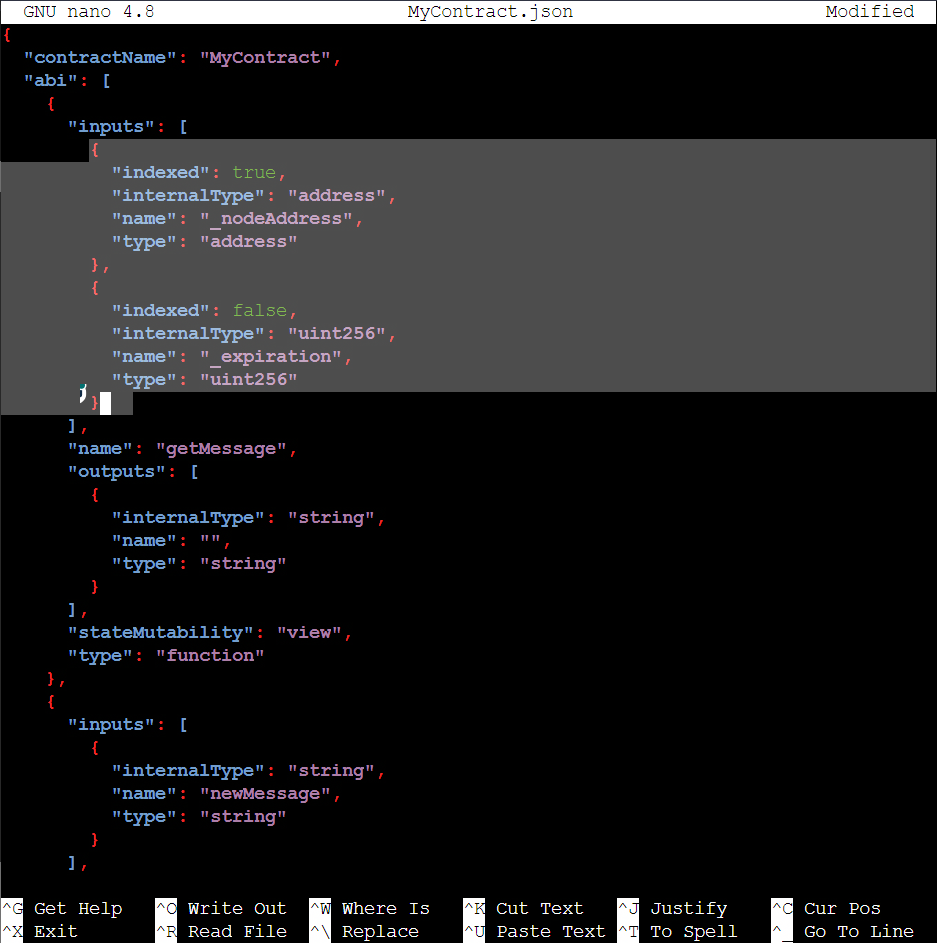 GNU nano 4.8 MyContract.json Modified
{
  "contractName": "MyContract",
  "abi": [
    {
      "inputs": [
        {
          "indexed": true,
          "internalType": "address",
          "name": "_nodeAddress",
          "type": "address"
        },
        {
          "indexed": false,
          "internalType": "uint256",
          "name": "_expiration",
          "type": "uint256"
        }
      ],
      "name": "getMessage",
      "outputs": [
        {
          "internalType": "string",
          "name": "",
          "type": "string"
        }
      ],
      "stateMutability": "view",
      "type": "function"
    },
    {
      "inputs": [
        {
          "internalType": "string",
          "name": "newMessage",
          "type": "string"
        }
      ],
^G Get Help ^O Write Out ^W Where Is ^K Cut Text ^J Justify ^C Cur Pos
^X Exit ^R Read File ^\ Replace ^U Paste Text ^T To Spell ^_ Go To Line